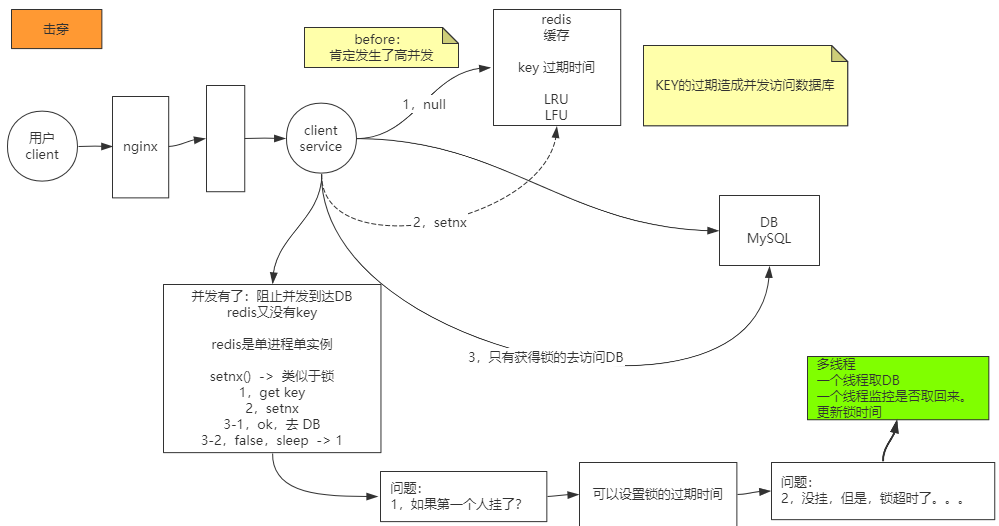 击穿
before：
肯定发生了高并发
redis
缓存
key 过期时间
LRU
LFU
KEY的过期造成并发访问数据库
1，null
用户
client
nginx
client
service
2，setnx
DB
MySQL
并发有了：阻止并发到达DB
redis又没有key
redis是单进程单实例
setnx() -> 类似于锁
1，get key
2，setnx
3-1，ok，去 DB
3-2，false，sleep -> 1
3，只有获得锁的去访问DB
多线程
一个线程取DB
一个线程监控是否取回来。
更新锁时间
问题：
1，如果第一个人挂了？
可以设置锁的过期时间
问题：
2，没挂，但是，锁超时了。。。